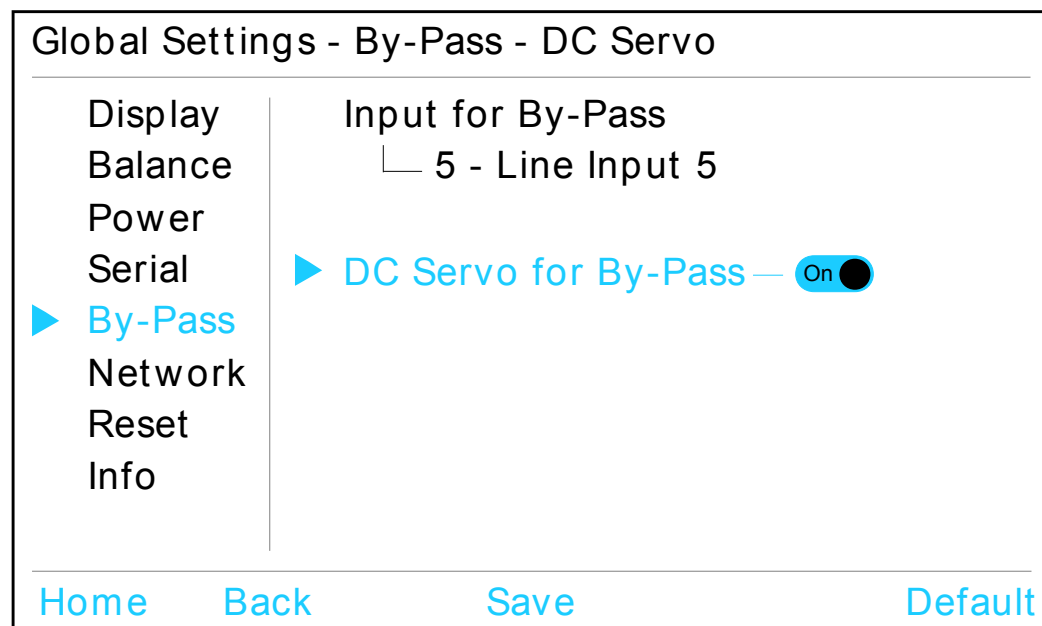 Global Settings - By-Pass - DC Servo
Display
Balance
Power
Serial
By-Pass
Network
Reset
Info
Input for By-Pass
5 - Line Input 5
DC Servo for By-Pass On
Home Back Save Default